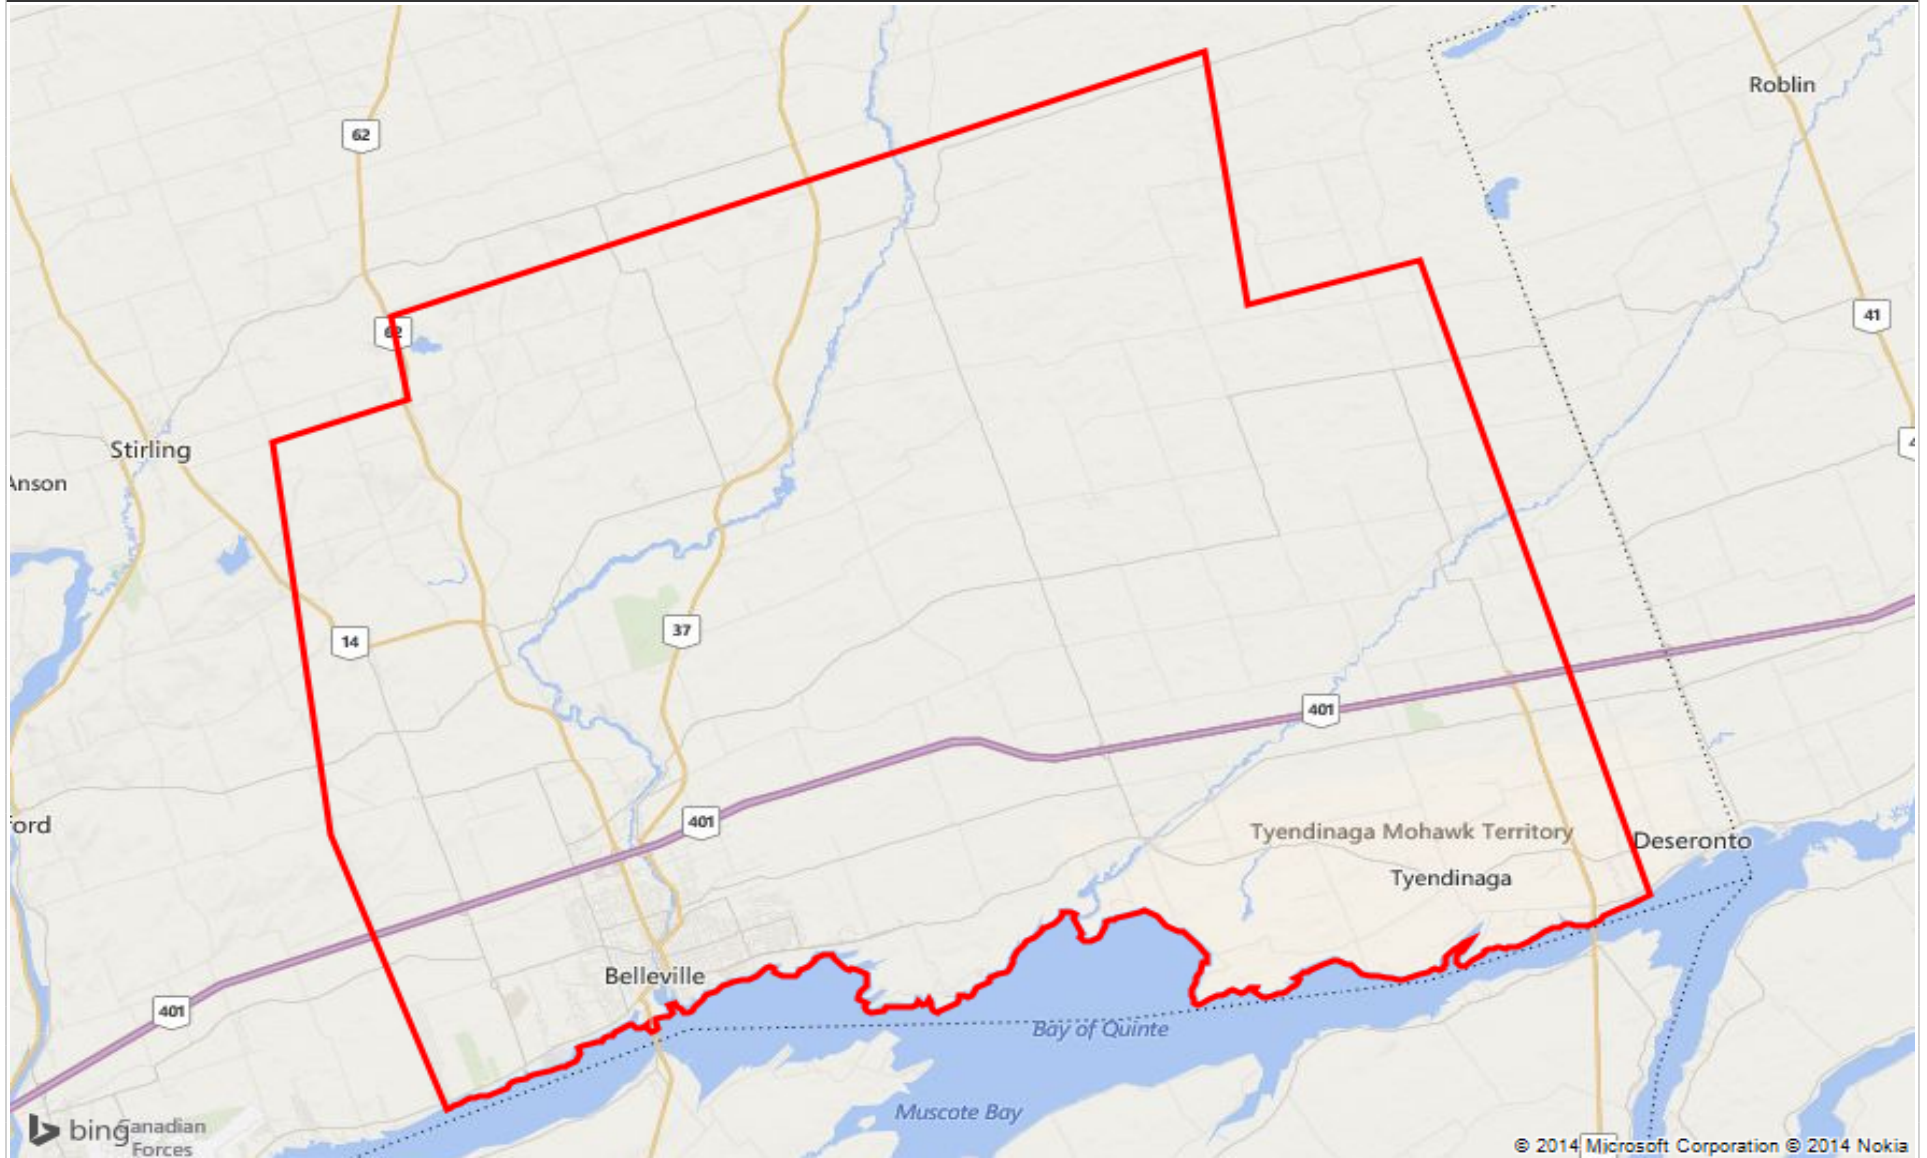 Roblin
62
62
41
Stirling
Anson
14
37
401
401
Tyendinaga Mohawk Territory
Deseronto
Tyendinaga
Belleville
401
Bay of Quinte
Muscote Bay
bing
Canadian
Forces
© 2014 Microsoft Corporation © 2014 Nokia